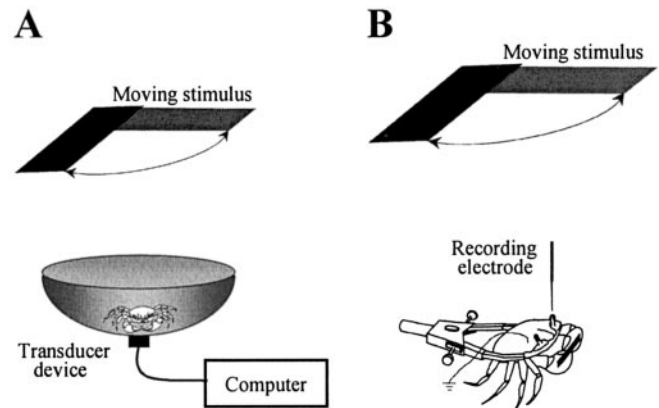 A
Moving stimulus
Transducer
device
Computer
B
Moving stimulus
Recording
electrode